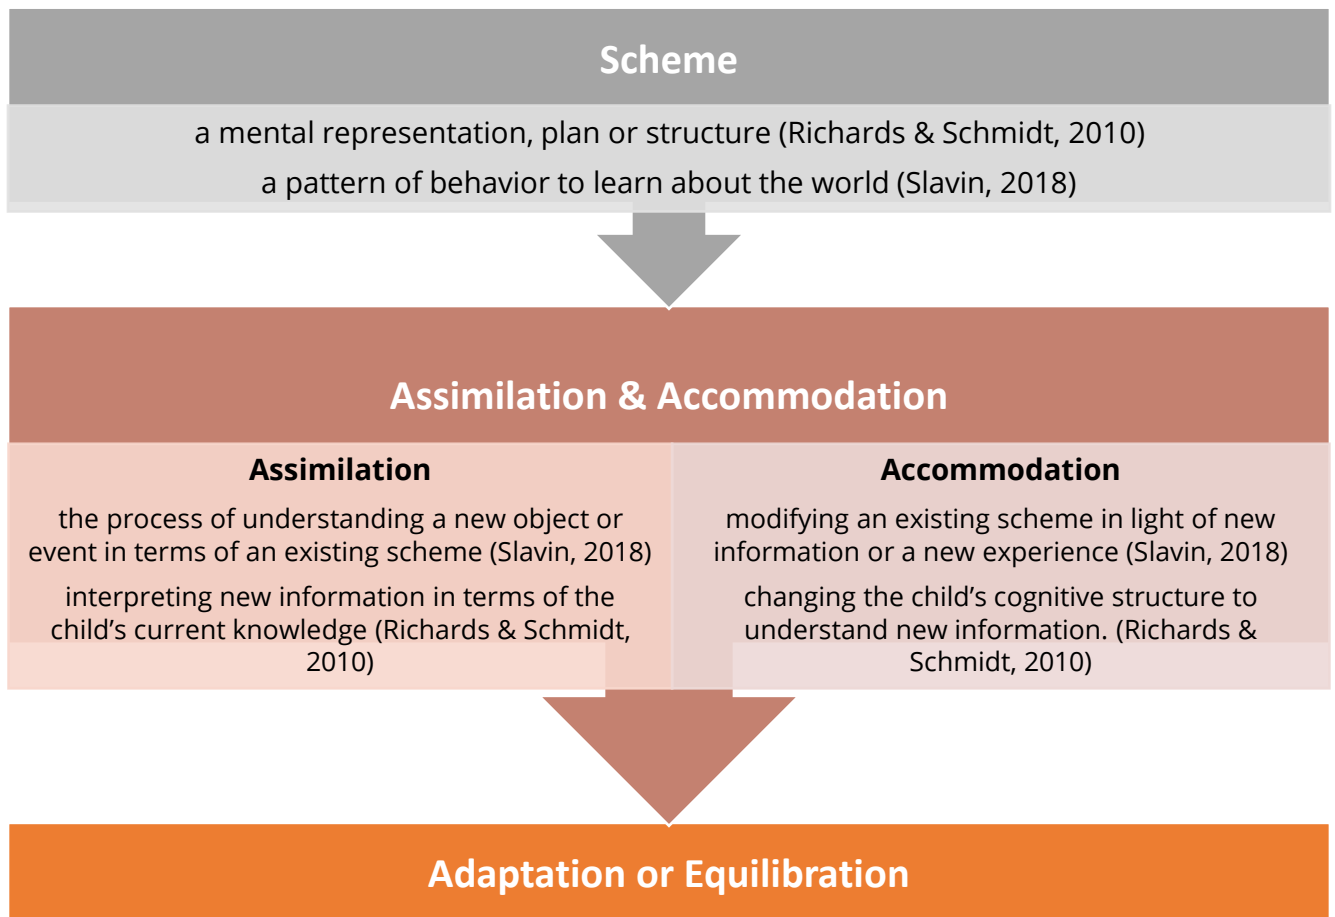 Scheme
a mental representation, plan or structure (Richards & Schmidt, 2010)
a pattern of behavior to learn about the world (Slavin, 2018)
Assimilation & Accommodation
Assimilation
the process of understanding a new object or
event in terms of an existing scheme (Slavin, 2018)
interpreting new information in terms of the
child’s current knowledge (Richards & Schmidt,
2010)
Accommodation
modifying an existing scheme in light of new
information or a new experience (Slavin, 2018)
changing the child’s cognitive structure to
understand new information. (Richards &
Schmidt, 2010)
Adaptation or Equilibration